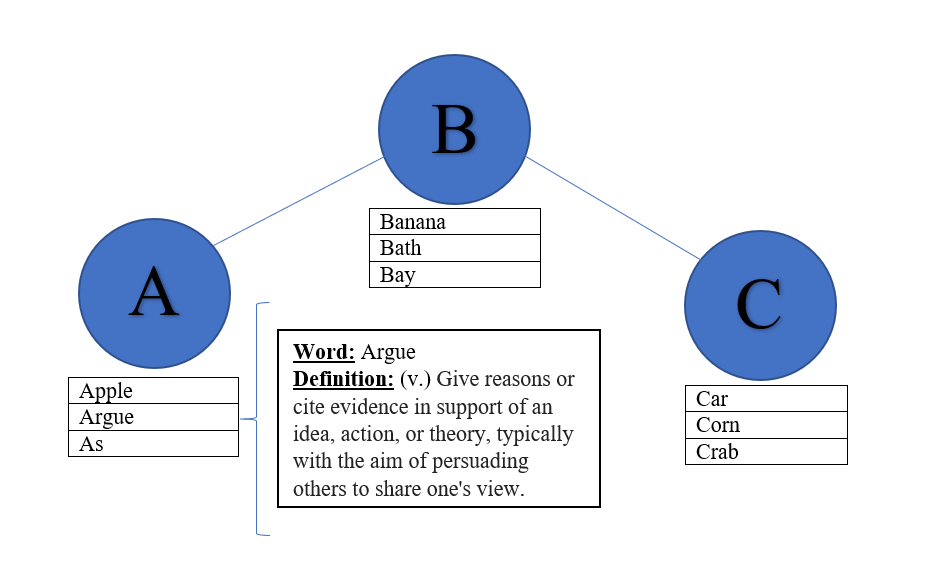 B
Banana
Bath
Bay
A
Apple
Argue
As
Word: Argue
Definition: (v.) Give reasons or
cite evidence in support of an
idea, action, or theory, typically
with the aim of persuading
others to share one's view.
C
Car
Corn
Crab